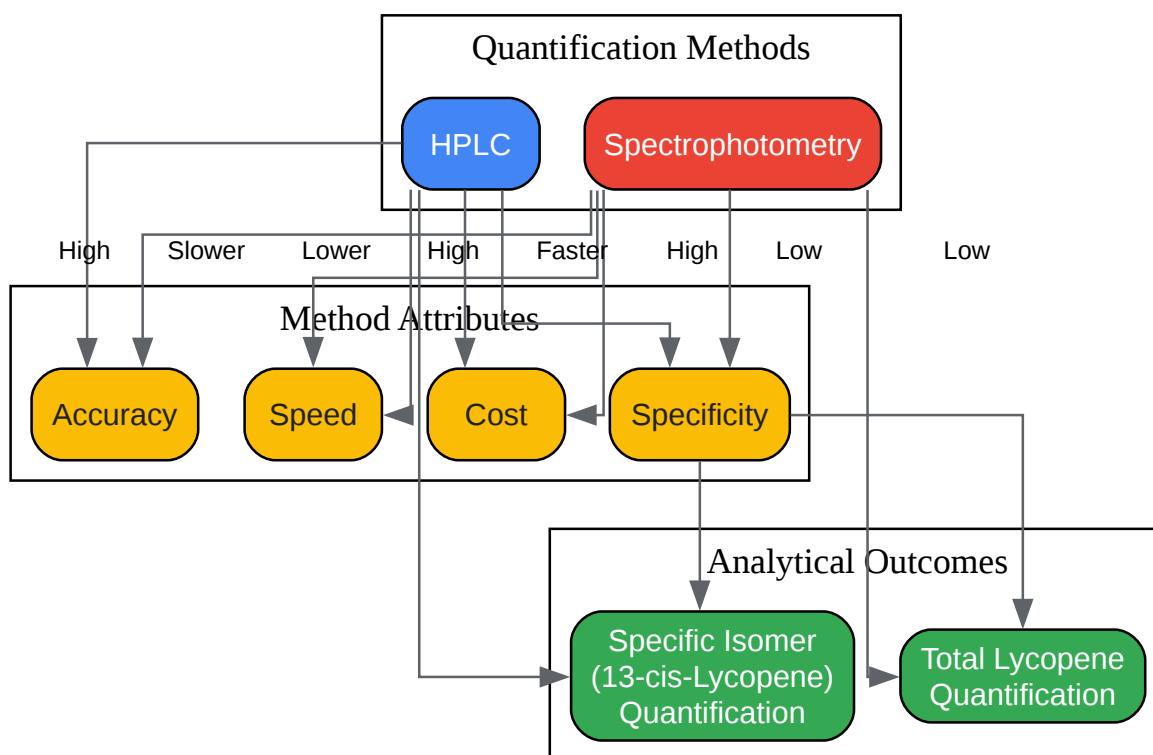 Quantification Methods
HPLC
Spectrophotometry
High
Slower
Lower
High
Faster
High
Low
Low
Method Attributes
Accuracy
Speed
Cost
Specificity
Analytical Outcomes
Specific Isomer
(13-cis-Lycopene)
Quantification
Total Lycopene
Quantification